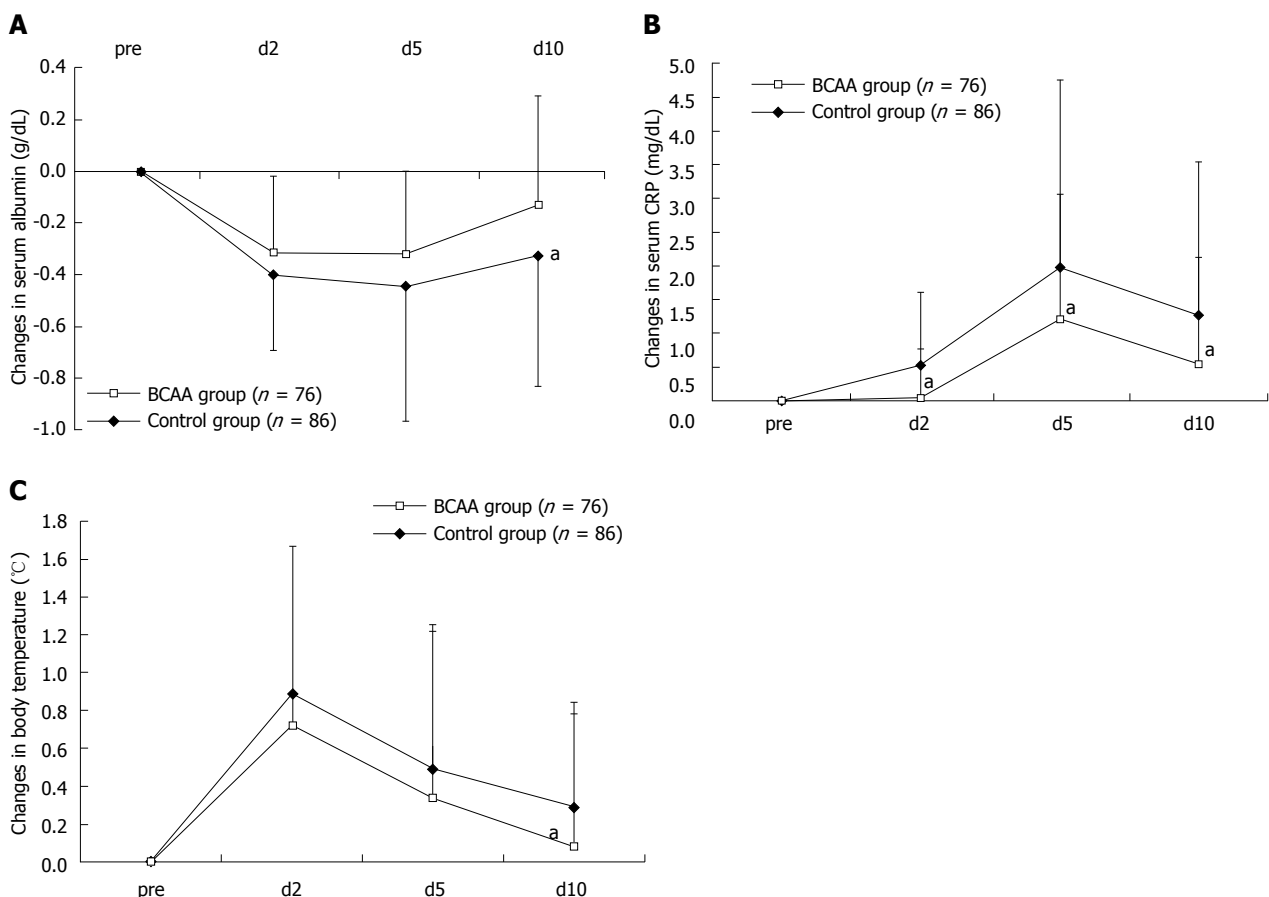 A
pre d2 d5 d10
0.4
0.2
0.0
-0.2
-0.4
-0.6
-0.8
-1.0
Changes in serum albumin (g/dL)
a
BCAA group (n = 76)
Control group (n = 86)
B
5.0
4.5
4.0
3.5
3.0
2.5
2.0
1.5
1.0
0.5
0.0
Changes in serum CRP (mg/dL)
BCAA group (n = 76)
Control group (n = 86)
a
a
a
pre d2 d5 d10
C
1.8
1.6
1.4
1.2
1.0
0.8
0.6
0.4
0.2
0.0
Changes in body temperature (℃)
BCAA group (n = 76)
Control group (n = 86)
a
pre d2 d5 d10